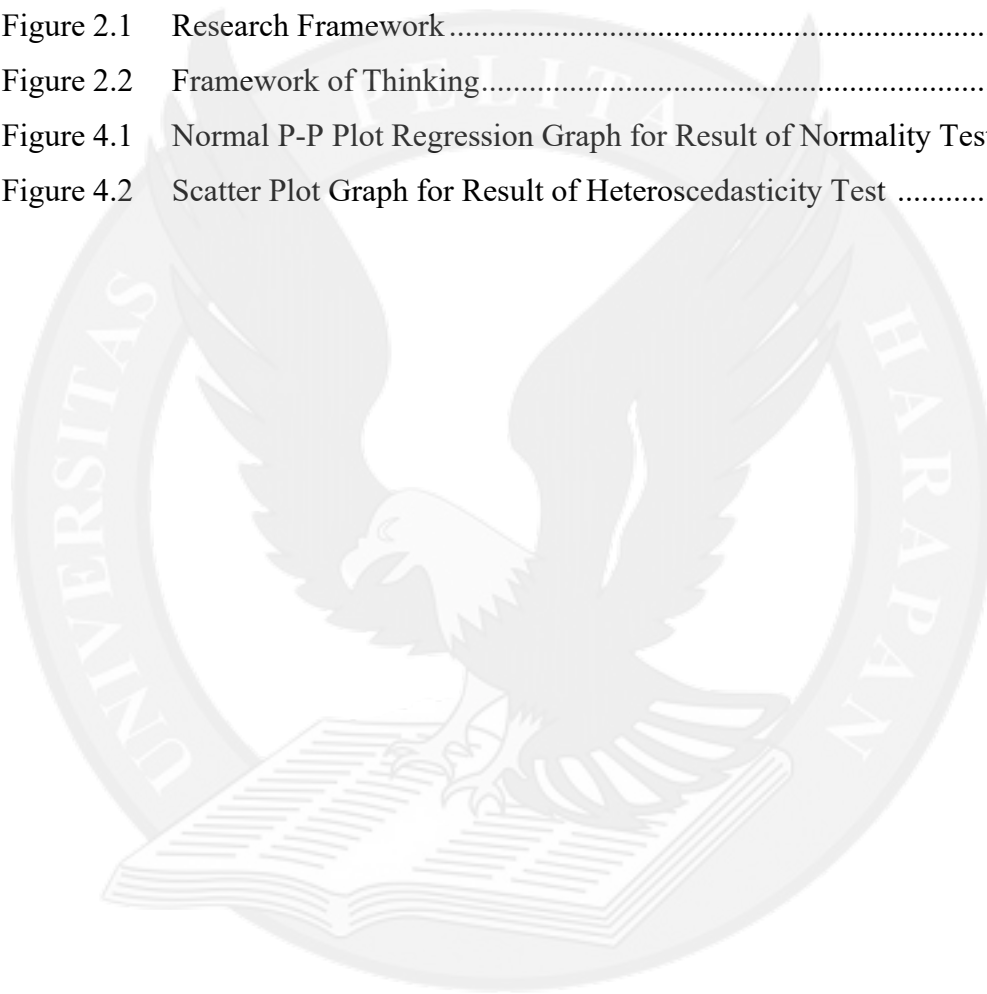 Figure 2.1 Research Framework ........................................................................
Figure 2.2 Framework of Thinking....................................................................
Figure 4.1 Normal P-P Plot Regression Graph for Result of Normality
Figure 4.2 Scatter Plot Graph for Result of Heteroscedasticity Test ...........
UNIVERSITAS PELITA HARAPAN